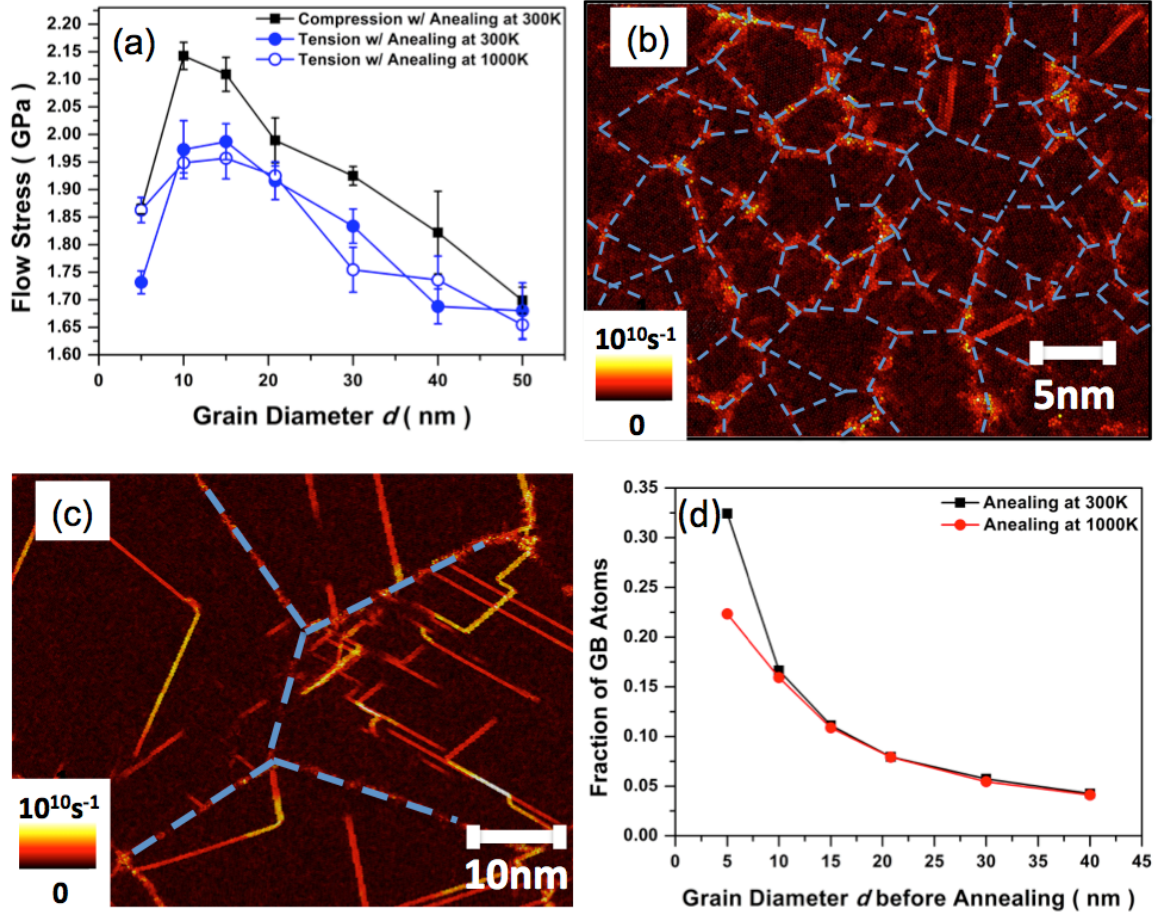 (a)
Compression w/ Anealing at 300K
Tension w/ Anealing at 300K
Tension w/ Anealing at 1000K
Flow Stress ( GPa )
2.20
2.15
2.10
2.05
2.00
1.95
1.90
1.85
1.80
1.75
1.70
1.65
1.60
0 10 20 30 40 50
Grain Diameter d ( nm )
(b)
10¹⁰s⁻¹
0
5nm
(c)
10¹⁰s⁻¹
0
10nm
(d)
Anealing at 300K
Anealing at 1000K
Fraction of GB Atoms
0.35
0.30
0.25
0.20
0.15
0.10
0.05
0.00
0 5 10 15 20 25 30 35 40 45
Grain Diameter d before Annealing ( nm )